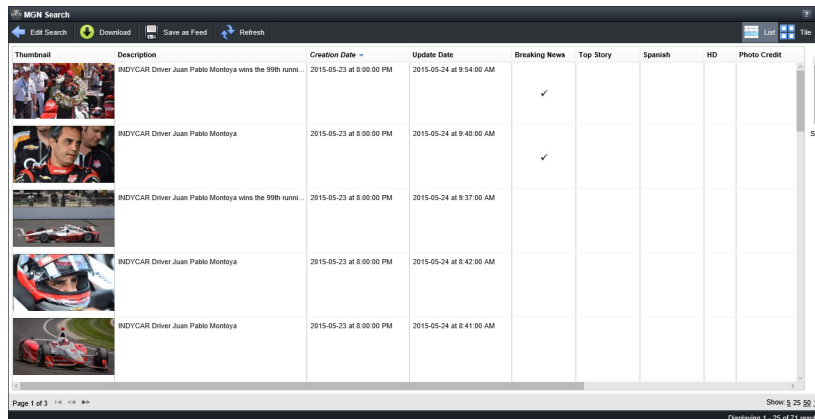 MGN Search ?
Edit Search Download Save as Feed Refresh List Tile
Thumbnail Description Creation Date Update Date Breaking News Top Story Spanish HD Photo Credit
INDYCAR Driver Juan Pablo Montoya wins the 99th runni... 2015-05-23 at 8:00:00 PM 2015-05-24 at 9:54:00 AM ✓
INDYCAR Driver Juan Pablo Montoya 2015-05-23 at 8:00:00 PM 2015-05-24 at 9:48:00 AM ✓
INDYCAR Driver Juan Pablo Montoya wins the 99th runni... 2015-05-23 at 8:00:00 PM 2015-05-24 at 9:37:00 AM
INDYCAR Driver Juan Pablo Montoya 2015-05-23 at 8:00:00 PM 2015-05-24 at 8:42:00 AM
INDYCAR Driver Juan Pablo Montoya 2015-05-23 at 8:00:00 PM 2015-05-24 at 8:41:00 AM
Page 1 of 3 Show: 5 25 50
Displaying 1 - 25 of 71